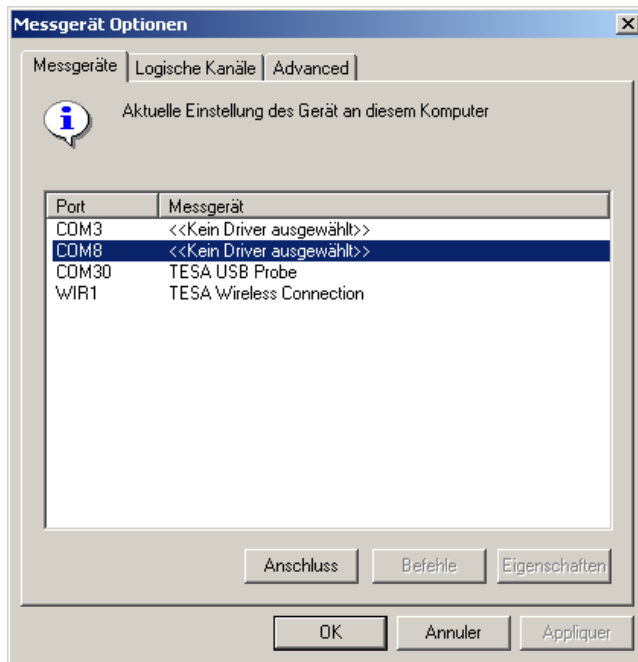 Messgerät Optionen
Messgeräte Logische Kanäle Advanced
Aktuelle Einstellung des Gerät an diesem Komputer
Port Messgerät
COM3 <<Kein Driver ausgewählt>>
COM8 <<Kein Driver ausgewählt>>
COM30 TESA USB Probe
WIR1 TESA Wireless Connection
Anschluss Befehle Eigenschaften
OK Annuler Appliquer